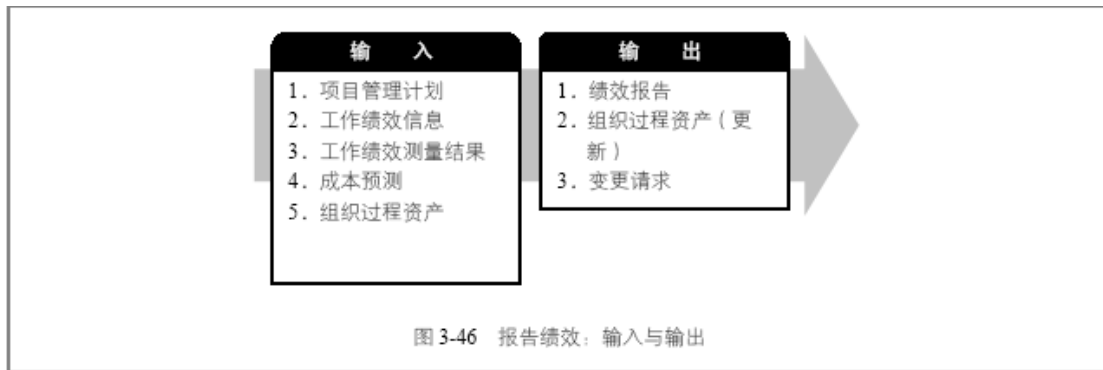 输 入
1. 项目管理计划
2. 工作绩效信息
3. 工作绩效测量结果
4. 成本预测
5. 组织过程资产
输 出
1. 绩效报告
2. 组织过程资产（更
新）
3. 变更请求
图 3-46 报告绩效：输入与输出